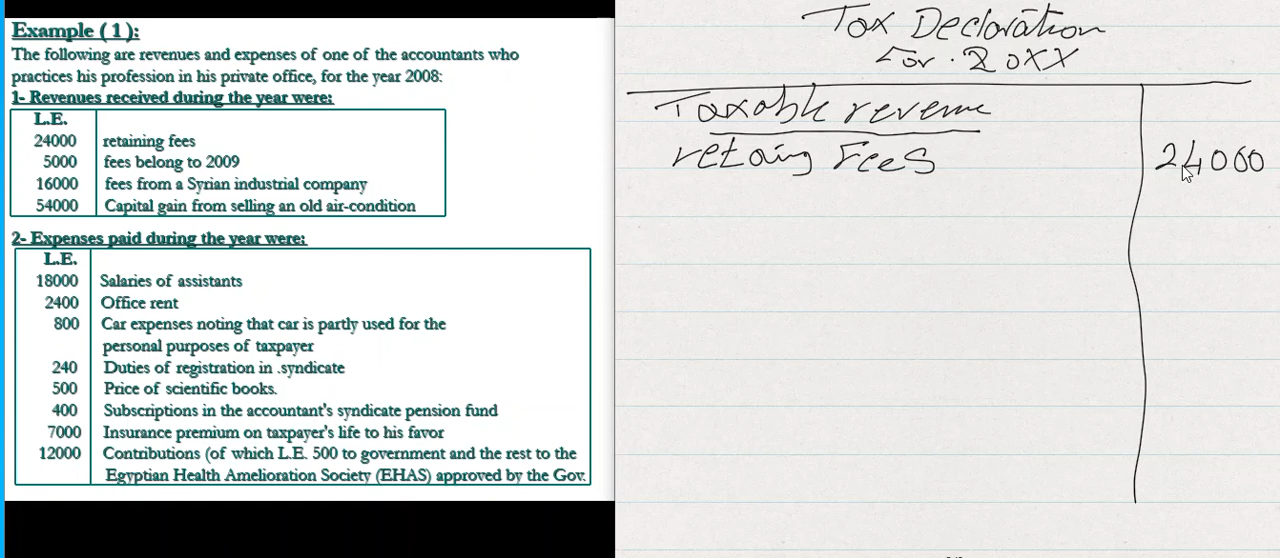 Example ( 1 ):
The following are revenues and expenses of one of the accountants who
practices his profession in his private office, for the year 2008:
1- Revenues received during the year were:
L.E.
24000 retaining fees
5000 fees belong to 2009
16000 fees from a Syrian industrial company
54000 Capital gain from selling an old air-condition
2- Expenses paid during the year were:
L.E.
18000 Salaries of assistants
2400 Office rent
800 Car expenses noting that car is partly used for the
personal purposes of taxpayer
240 Duties of registration in .syndicate
500 Price of scientific books.
400 Subscriptions in the accountant's syndicate pension fund
7000 Insurance premium on taxpayer's life to his favor
12000 Contributions (of which L.E. 500 to government and the rest to the
Egyptian Health Amelioration Society (EHAS) approved by the Gov.
Tax Declaration
For . 20XX
Taxable revenue
retaing Fees 24000